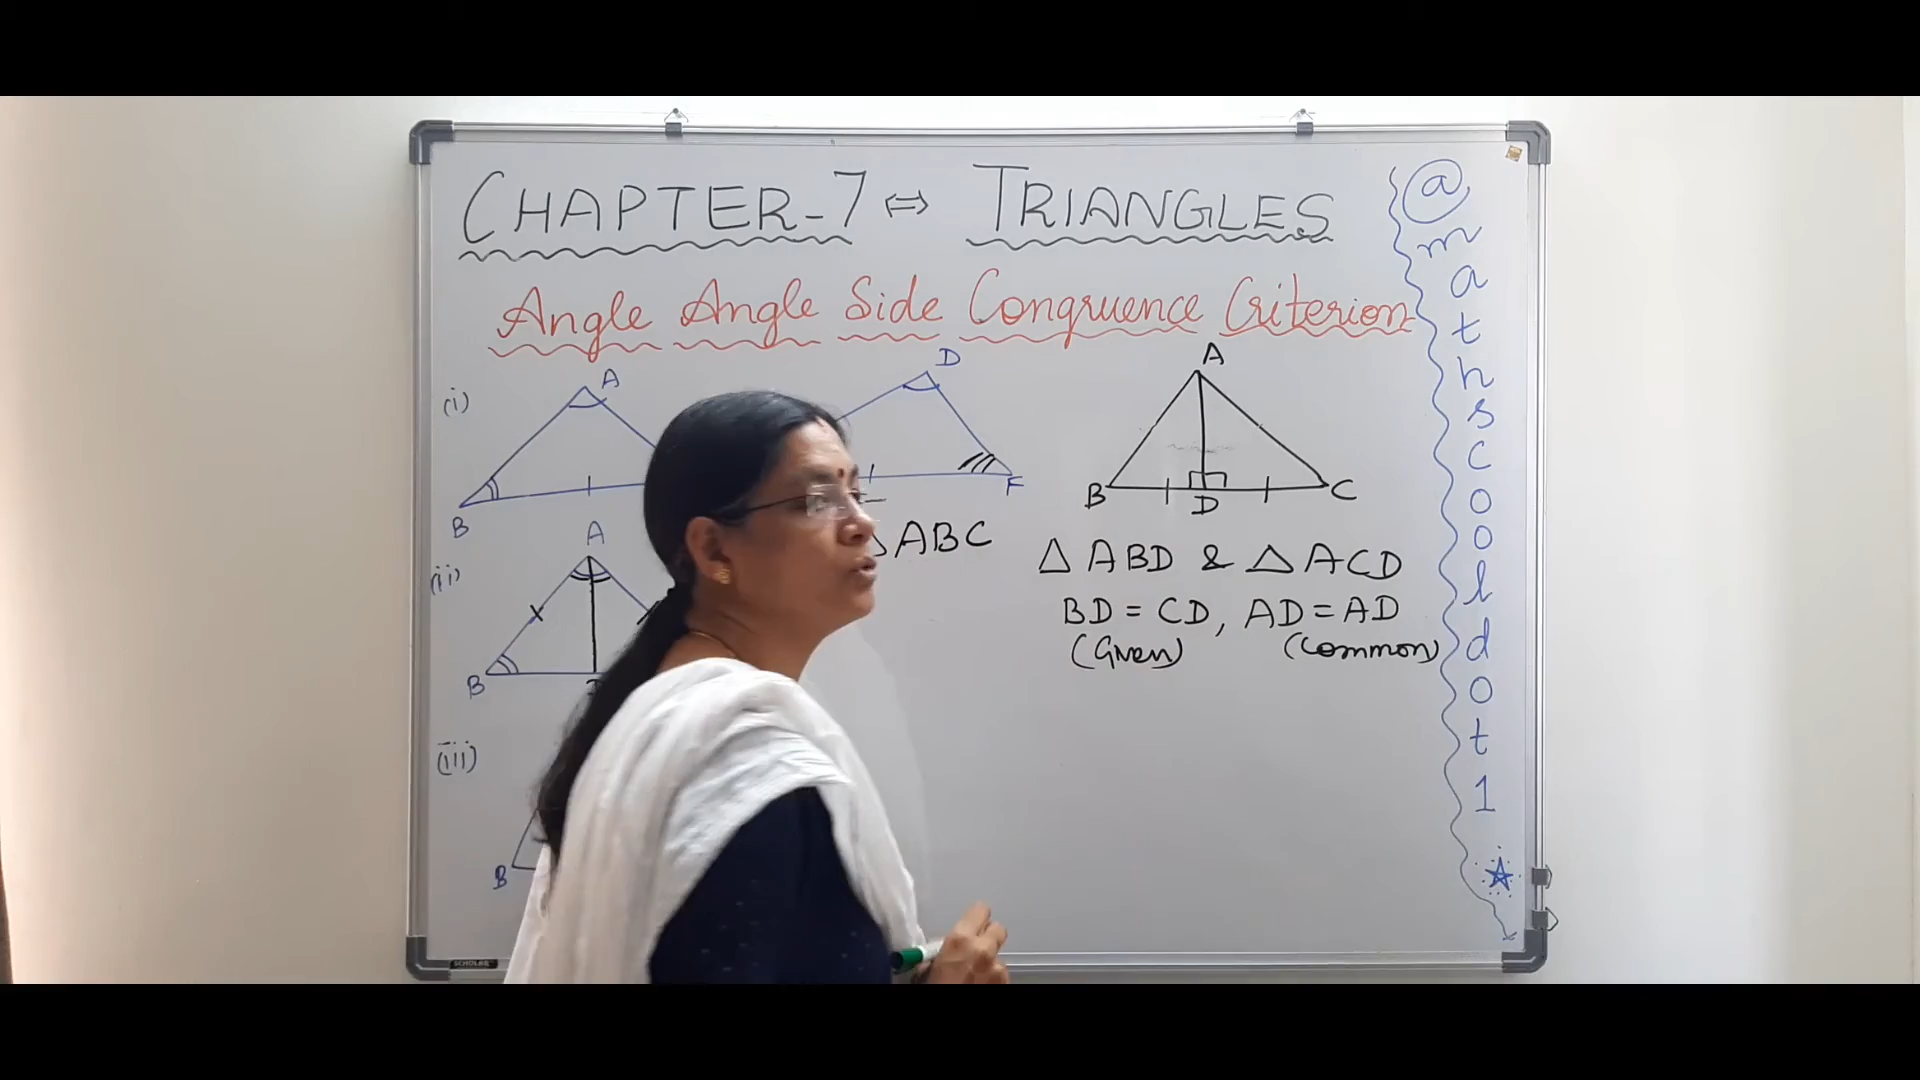 CHAPTER-7 ⇔ TRIANGLES
Angle Angle Side Congruence Criterion
(i)
A
B
D
F
ABC
(ii)
A
B
(iii)
B
A
B
D
C
△ ABD & △ ACD
BD = CD, AD = AD
(Given) (Common)
@mathscooldot1
SCHOLAR